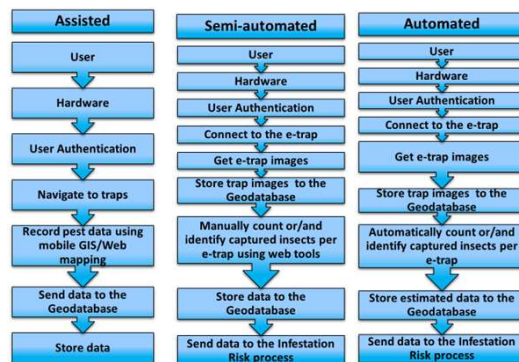 Assisted
User
Hardware
User Authentication
Navigate to traps
Record pest data using
mobile GIS/Web
mapping
Send data to the
Geodatabase
Store data
Semi-automated
User
Hardware
User Authentication
Connect to the e-trap
Get e-trap images
Store trap images to the
Geodatabase
Manually count or/and
identify captured insects per
e-trap using web tools
Store data to the
Geodatabase
Send data to the Infestation
Risk process
Automated
User
Hardware
User Authentication
Connect to the e-trap
Get e-trap images
Store trap images to the
Geodatabase
Automatically count or/and
identify captured insects per
e-trap
Store estimated data to the
Geodatabase
Send data to the Infestation
Risk process